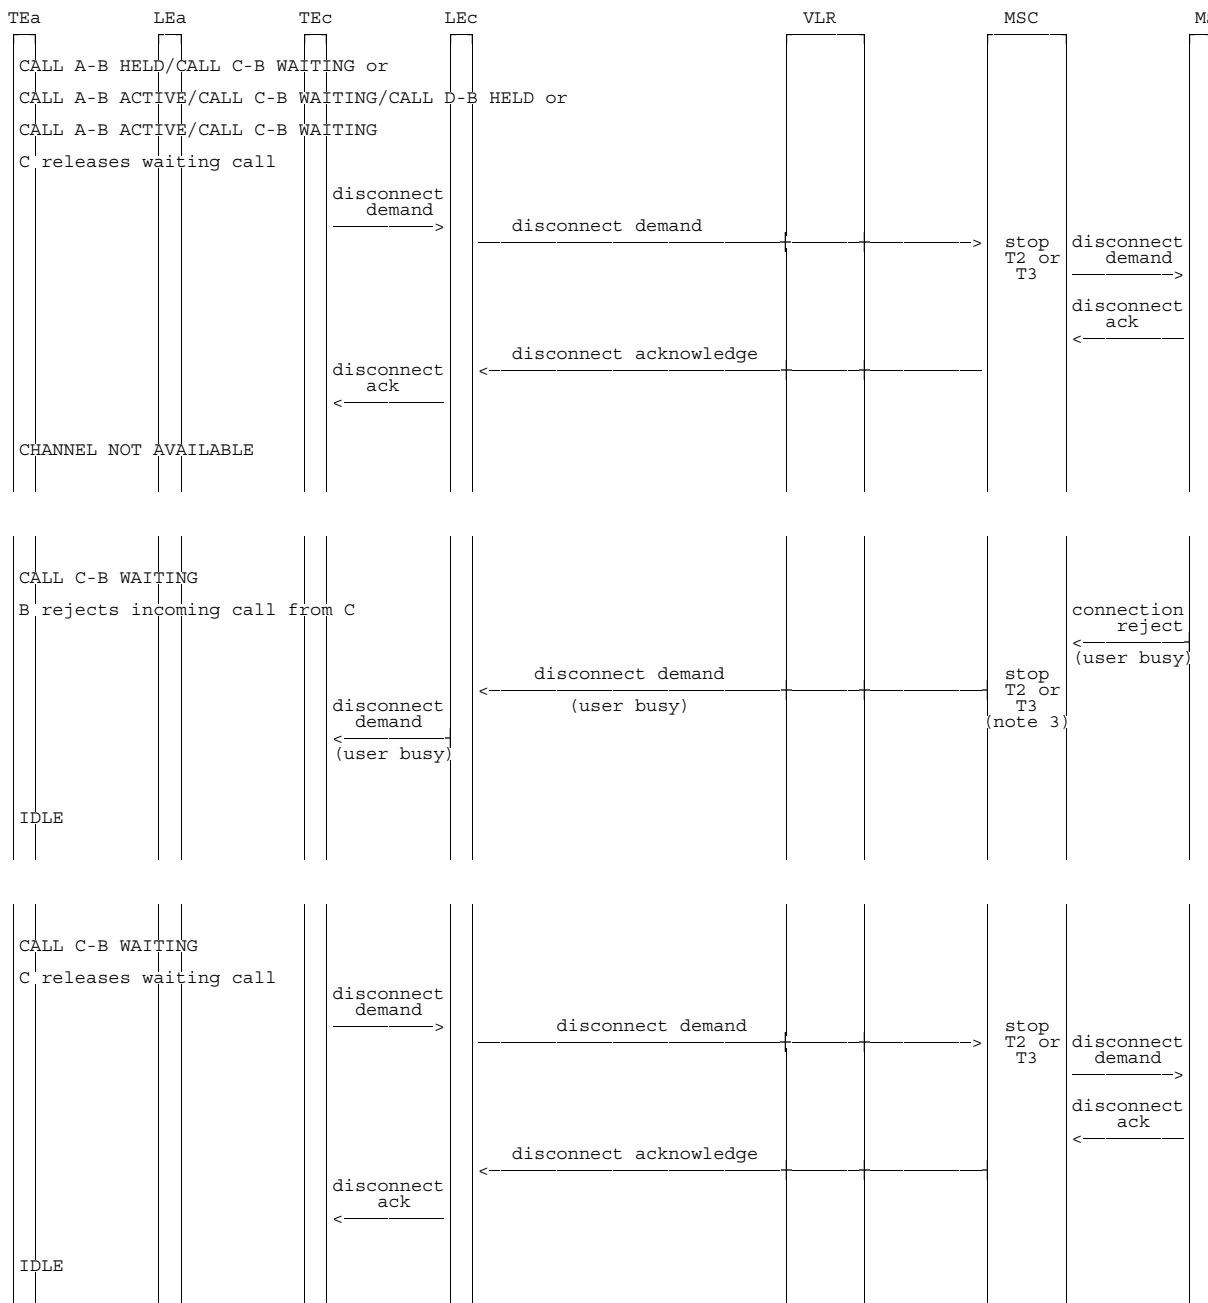 TEa LEa TEc LEc VLR MSC
CALL A-B HELD/CALL C-B WAITING or
CALL A-B ACTIVE/CALL C-B WAITING/CALL D-B HELD or
CALL A-B ACTIVE/CALL C-B WAITING
C releases waiting call
disconnect
demand
disconnect demand
stop
T2 or
T3
disconnect
demand
disconnect
ack
disconnect acknowledge
disconnect
ack
CHANNEL NOT AVAILABLE
CALL C-B WAITING
B rejects incoming call from C
connection
reject
(user busy)
disconnect demand
(user busy)
stop
T2 or
T3
(note 3)
disconnect
demand
(user busy)
IDLE
CALL C-B WAITING
C releases waiting call
disconnect
demand
disconnect demand
stop
T2 or
T3
disconnect
demand
disconnect
ack
disconnect acknowledge
disconnect
ack
IDLE